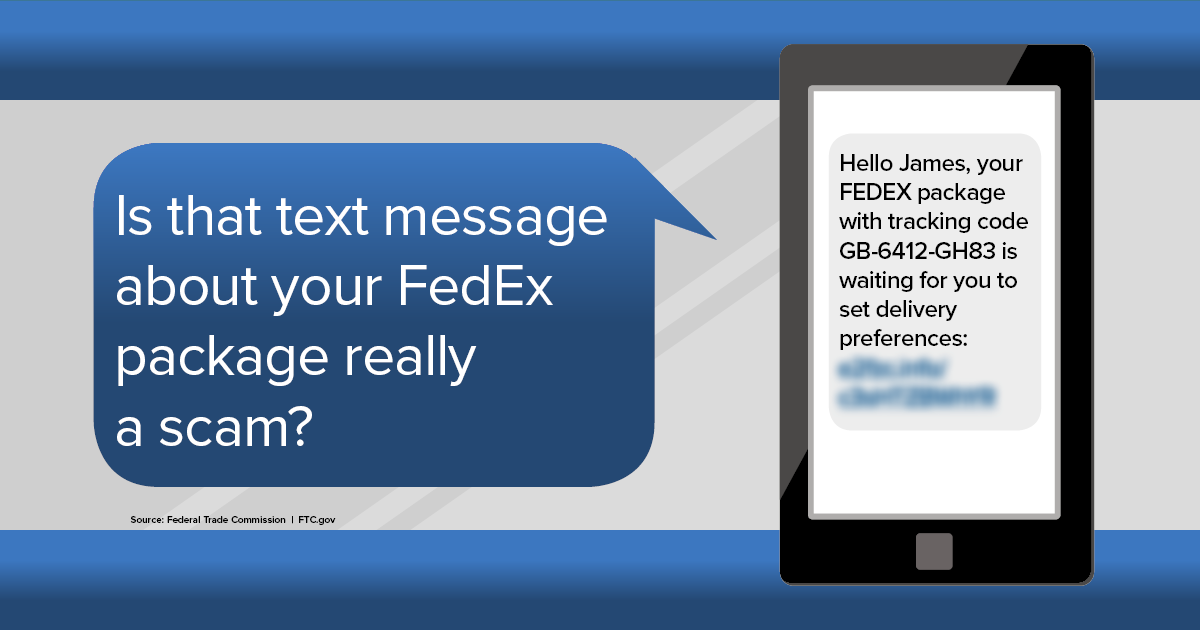 Is that text message
about your FedEx
package really
a scam?
Source: Federal Trade Commission | FTC.gov
Hello James, your
FEDEX package
with tracking code
GB-6412-GH83 is
waiting for you to
set delivery
preferences: